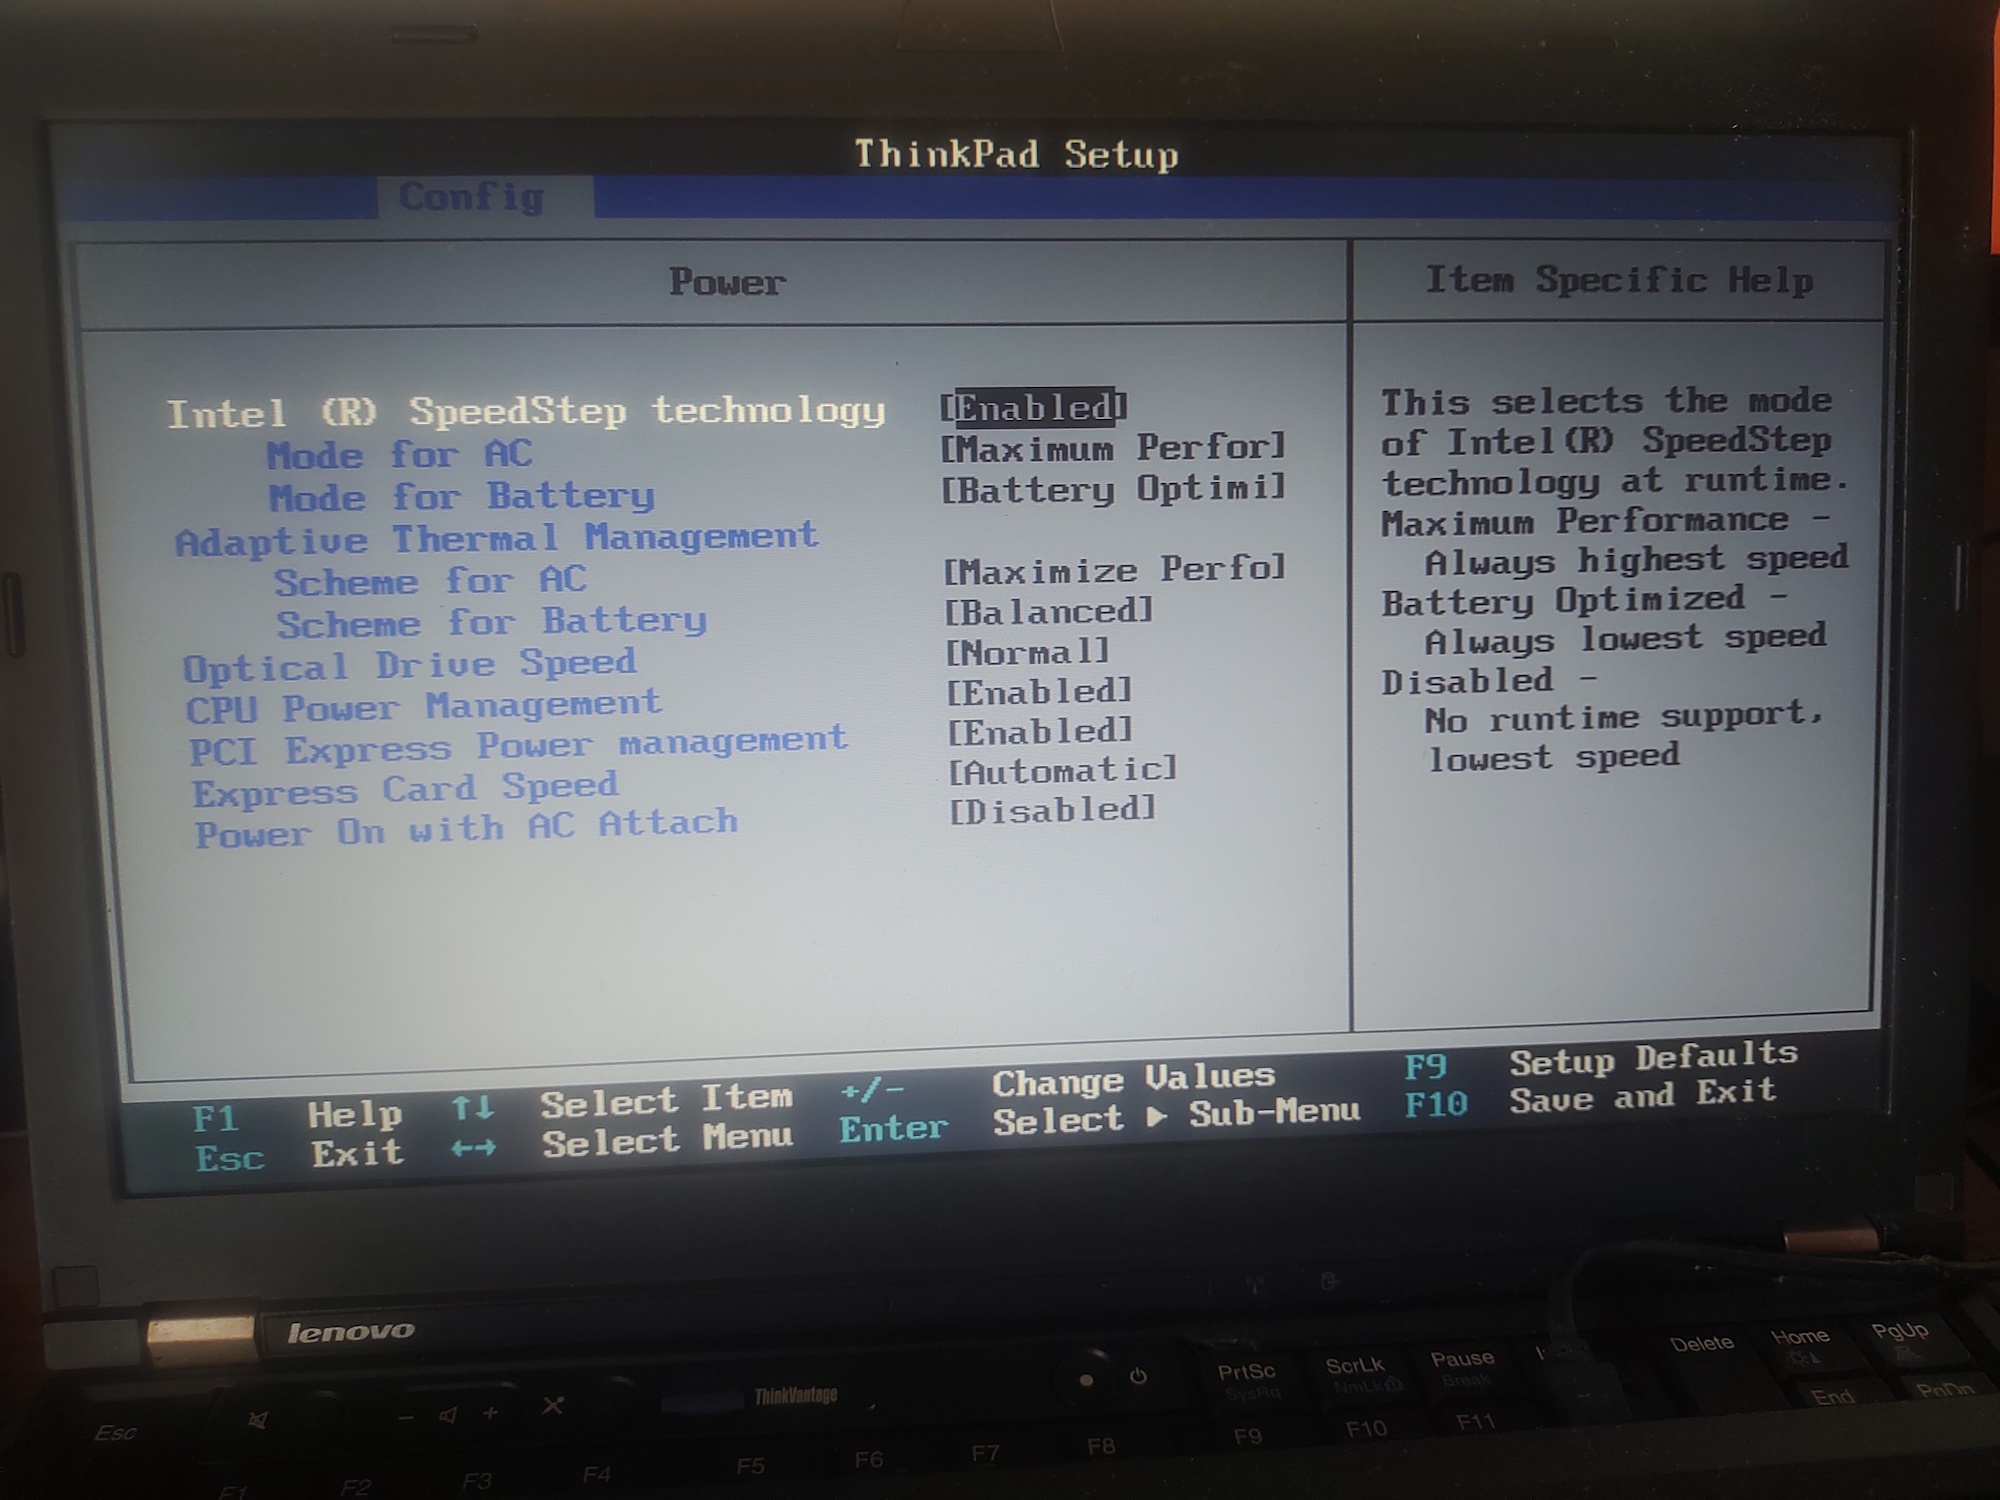 ThinkPad Setup
Config
Power
Item Specific Help
Intel (R) SpeedStep technology [Enabled]
Mode for AC [Maximum Perfor]
Mode for Battery [Battery Optimi]
Adaptive Thermal Management
Scheme for AC [Maximize Perfo]
Scheme for Battery [Balanced]
Optical Drive Speed [Normal]
CPU Power Management [Enabled]
PCI Express Power management [Enabled]
Express Card Speed [Automatic]
Power On with AC Attach [Disabled]
This selects the mode
of Intel(R) SpeedStep
technology at runtime.
Maximum Performance -
Always highest speed
Battery Optimized -
Always lowest speed
Disabled -
No runtime support,
lowest speed
F1 Help ↑↓ Select Item +/- Change Values F9 Setup Defaults
Esc Exit ←→ Select Menu Enter Select ▶ Sub-Menu F10 Save and Exit
lenovo
ThinkVantage
PrtSc
SysRq
ScrLk
NmLk
Pause
Break
Delete
Home
PgUp
Esc
End
PgDn
F1
F2
F3
F4
F5
F6
F7
F8
F9
F10
F11